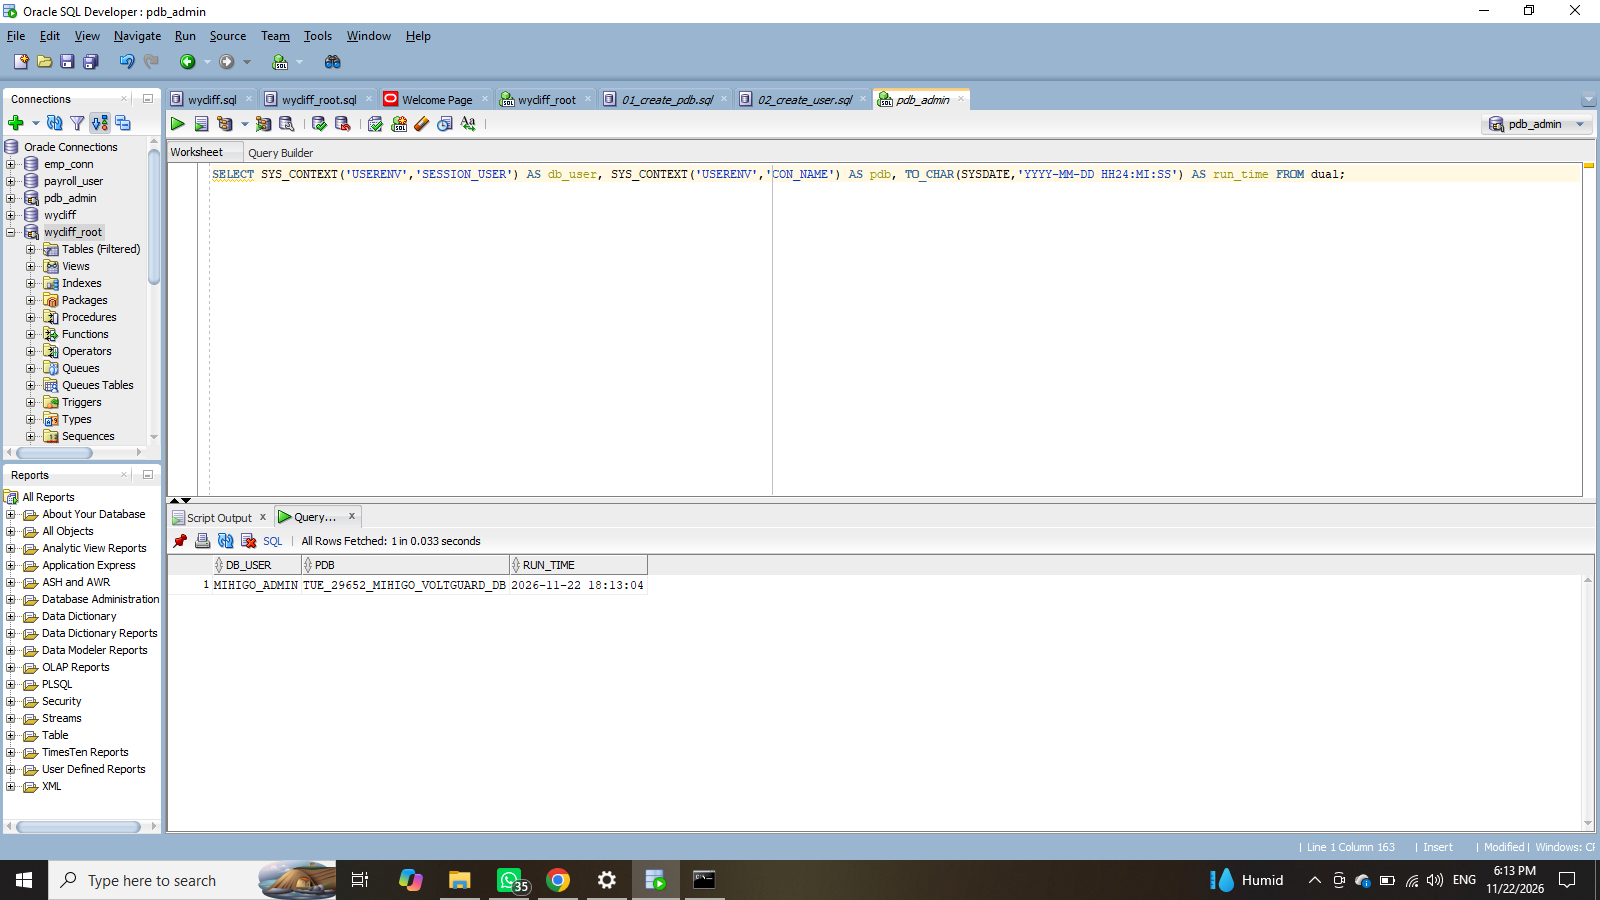 Oracle SQL Developer : pdb_admin
File Edit View Navigate Run Source Team Tools Window Help
Connections
wycliff.sql wycliff_root.sql Welcome Page wycliff_root 01_create_pdb.sql 02_create_user.sql pdb_admin
pdb_admin
Worksheet Query Builder
Oracle Connections
emp_conn
payroll_user
pdb_admin
wycliff
wycliff_root
Tables (Filtered)
Views
Indexes
Packages
Procedures
Functions
Operators
Queues
Queues Tables
Triggers
Types
Sequences
SELECT SYS_CONTEXT('USERENV','SESSION_USER') AS db_user, SYS_CONTEXT('USERENV','CON_NAME') AS pdb, TO_CHAR(SYSDATE,'YYYY-MM-DD HH24:MI:SS') AS run_time FROM dual;
Reports
All Reports
About Your Database
All Objects
Analytic View Reports
Application Express
ASH and AWR
Database Administration
Data Dictionary
Data Dictionary Reports
Data Modeler Reports
OLAP Reports
PLSQL
Security
Streams
Table
TimesTen Reports
User Defined Reports
XML
Script Output x Query... x
SQL | All Rows Fetched: 1 in 0.033 seconds
DB_USER PDB RUN_TIME
1 MIHIGO_ADMIN TUE_29652_MIHIGO_VOLTGUARD_DB 2026-11-22 18:13:04
| Line 1 Column 163 | Insert | Modified | Windows: CF
Type here to search
35
Humid
ENG
6:13 PM
11/22/2026